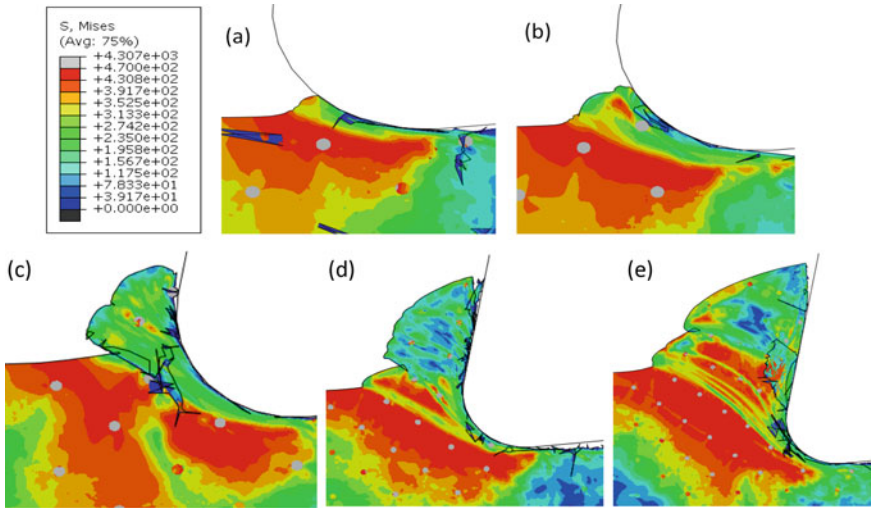 S, Mises
(Avg: 75%)
+4.307e+03
+4.700e+02
+4.308e+02
+3.917e+02
+3.525e+02
+3.133e+02
+2.742e+02
+2.350e+02
+1.958e+02
+1.567e+02
+1.175e+02
+7.833e+01
+3.917e+01
+0.000e+00
(a)
(b)
(c)
(d)
(e)